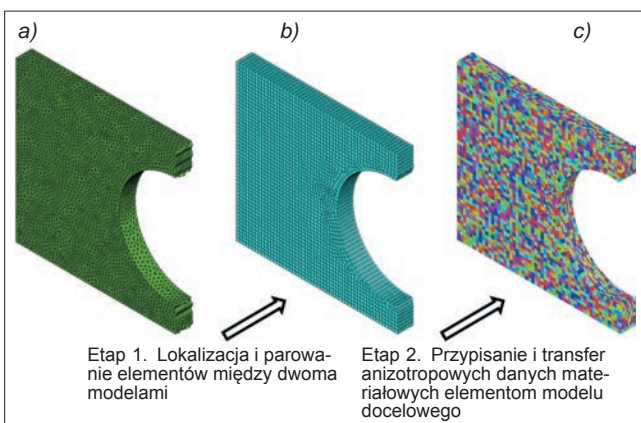 a)
b)
c)
Etap 1. Lokalizacja i parowa-
nie elementów między dwoma
modelami
Etap 2. Przypisanie i transfer
anizotropowych danych mate-
riałowych elementom modelu
docelowego